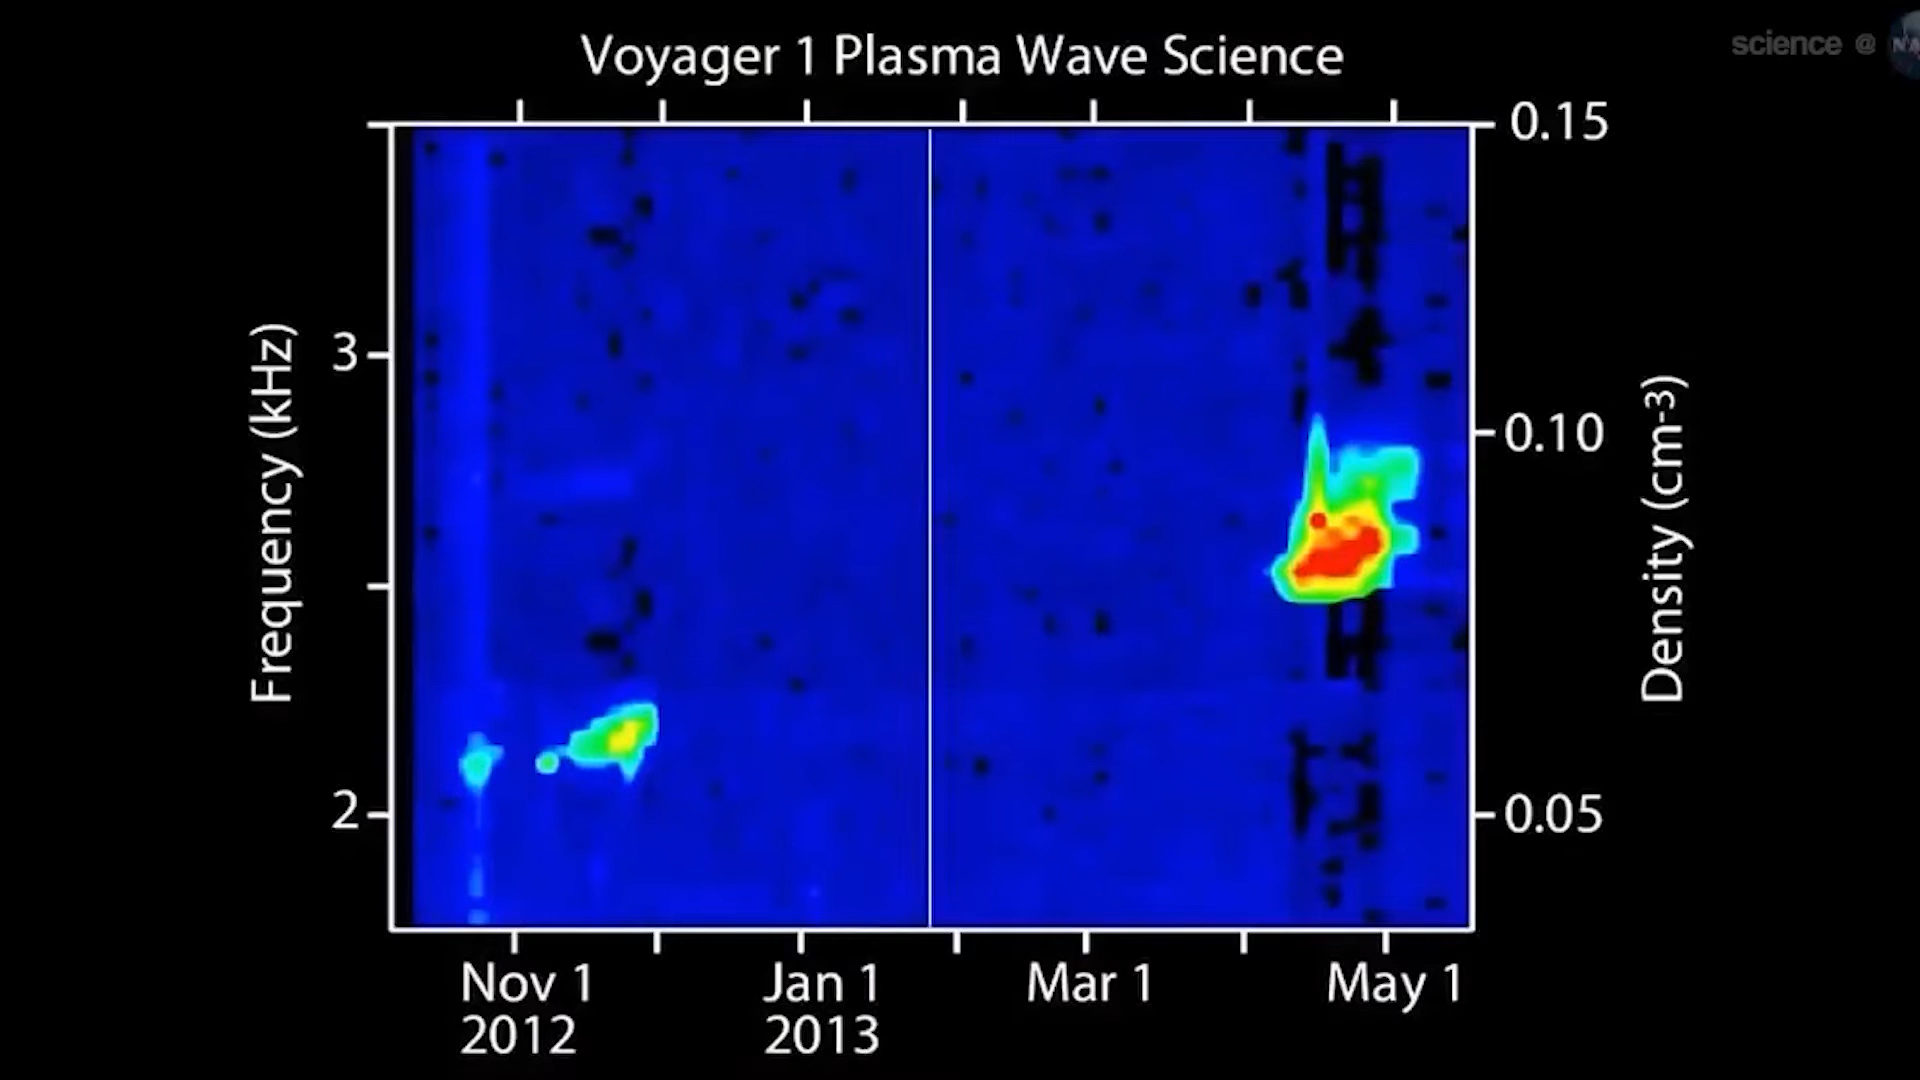 Voyager 1 Plasma Wave Science
science @
0.15
3
0.10
Frequency (kHz)
Density (cm-3)
2
0.05
Nov 1
2012
Jan 1
2013
Mar 1
May 1